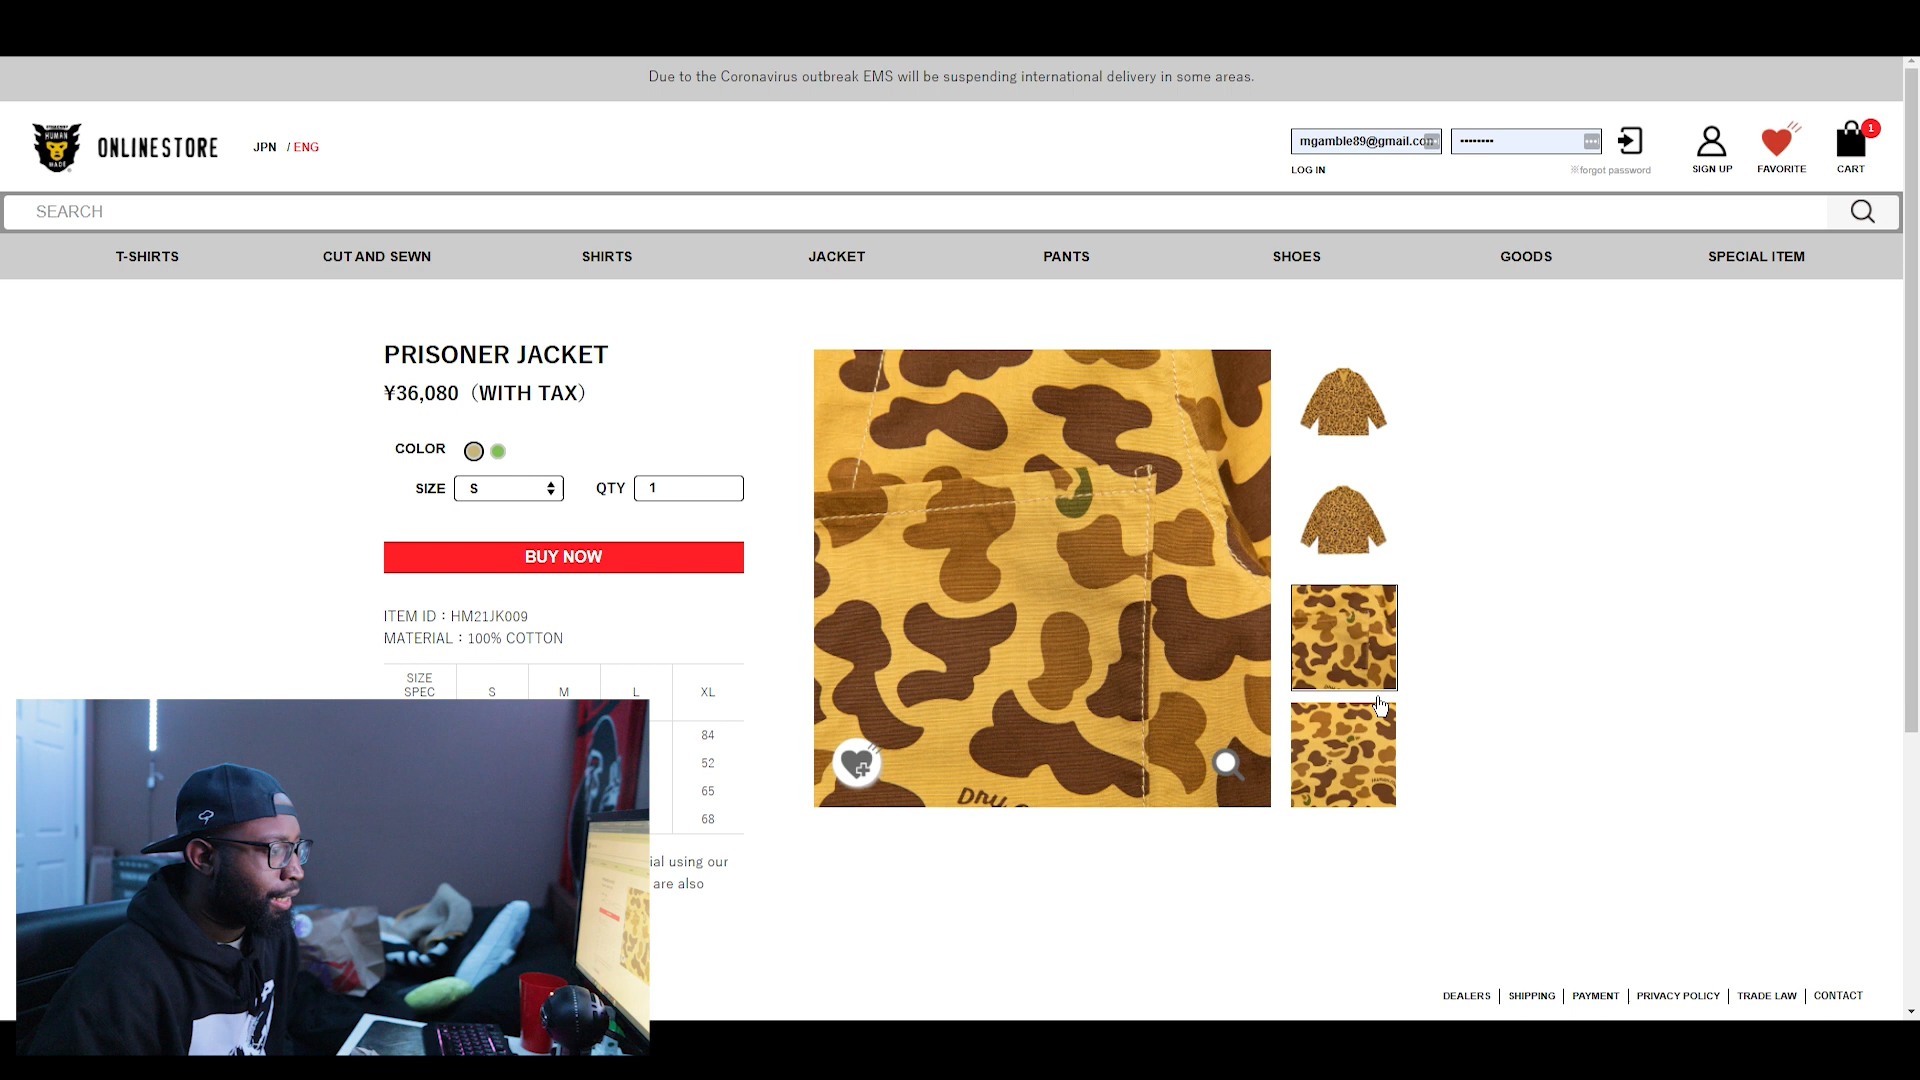 Due to the Coronavirus outbreak EMS will be suspending international delivery in some areas.
HUMAN
MADE
ONLINESTORE
JPN / ENG
mgamble89@gmail.com
••••••••
LOG IN
※forgot password
SIGN UP
FAVORITE
1
CART
SEARCH
T-SHIRTS
CUT AND SEWN
SHIRTS
JACKET
PANTS
SHOES
GOODS
SPECIAL ITEM
PRISONER JACKET
¥36,080（WITH TAX）
COLOR
SIZE S QTY 1
BUY NOW
ITEM ID：HM21JK009
MATERIAL：100% COTTON
SIZE
SPEC S M L XL
84
52
65
68
ial using our
are also
Dry
DEALERS | SHIPPING | PAYMENT | PRIVACY POLICY | TRADE LAW | CONTACT